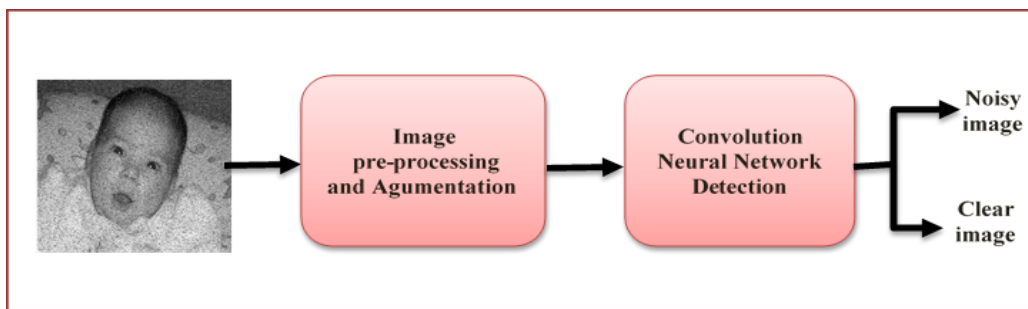 Image
pre-processing
and Agumentation
Convolution
Neural Network
Detection
Noisy
image
Clear
image